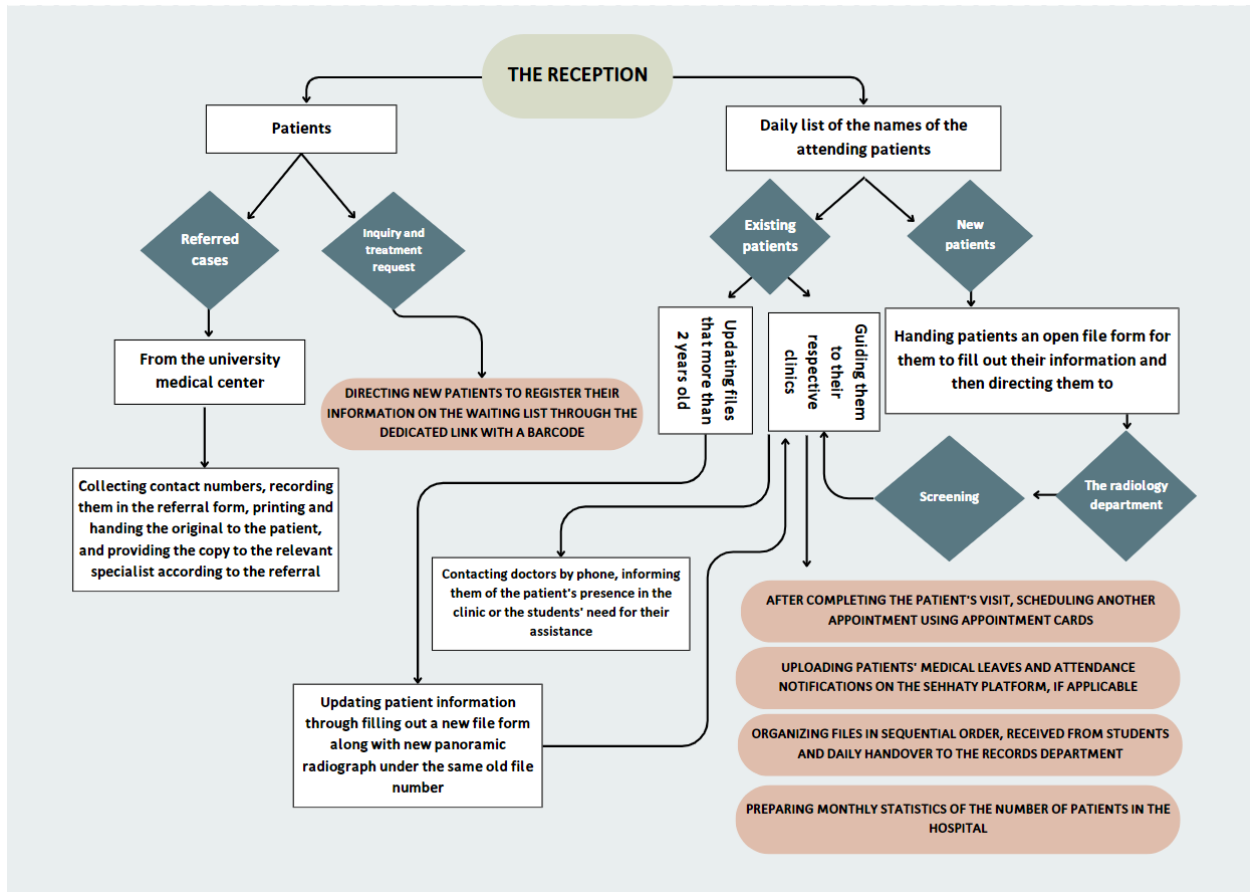 THE RECEPTION
Patients
Daily list of the names of the
attending patients
Referred
cases
Inquiry and
treatment
request
Existing
patients
New
patients
From the university
medical center
DIRECTING NEW PATIENTS TO REGISTER THEIR
INFORMATION ON THE WAITING LIST THROUGH THE
DEDICATED LINK WITH A BARCODE
Updating files
that more than
2 years old
Guiding them
to their
respective
clinics
Handing patients an open file form for
them to fill out their information and
then directing them to
Collecting contact numbers, recording
them in the referral form, printing and
handing the original to the patient,
and providing the copy to the relevant
specialist according to the referral
Screening
The radiology
department
Contacting doctors by phone, informing
them of the patient's presence in the
clinic or the students' need for their
assistance
Updating patient information
through filling out a new file form
along with new panoramic
radiograph under the same old file
number
AFTER COMPLETING THE PATIENT'S VISIT, SCHEDULING ANOTHER
APPOINTMENT USING APPOINTMENT CARDS
UPLOADING PATIENTS' MEDICAL LEAVES AND ATTENDANCE
NOTIFICATIONS ON THE SEHHATY PLATFORM, IF APPLICABLE
ORGANIZING FILES IN SEQUENTIAL ORDER, RECEIVED FROM STUDENTS
AND DAILY HANDOVER TO THE RECORDS DEPARTMENT
PREPARING MONTHLY STATISTICS OF THE NUMBER OF PATIENTS IN THE
HOSPITAL